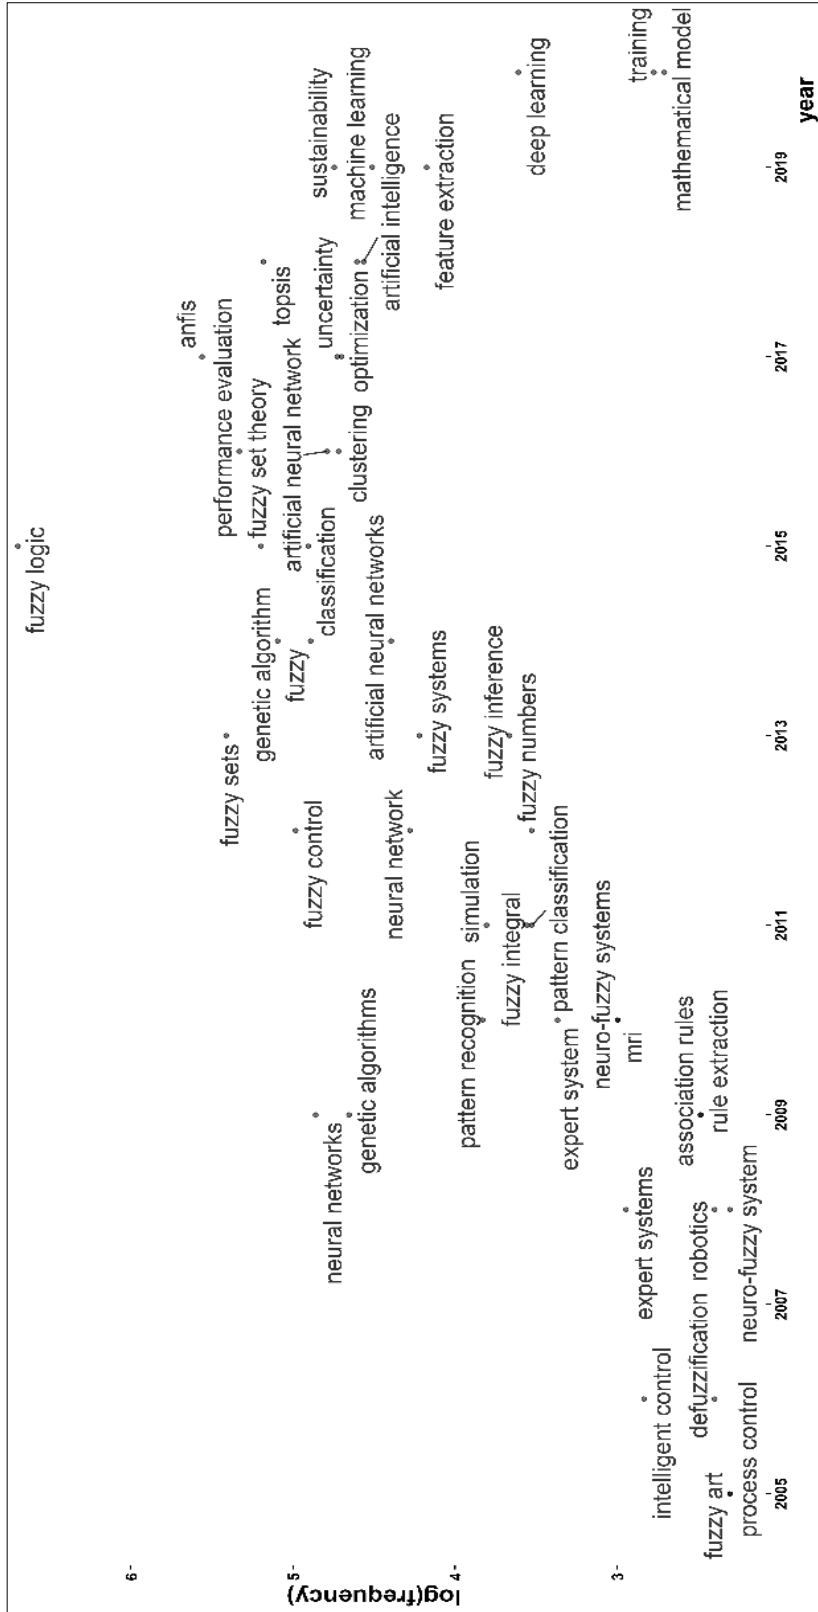 fuzzy logic
anfis
performance evaluation
fuzzy set theory
fuzzy sets
genetic algorithm
fuzzy
artificial neural network
topsis
classification
uncertainty
sustainability
fuzzy control
neural networks
genetic algorithms
artificial neural networks
neural network
clustering
optimization
machine learning
artificial intelligence
feature extraction
fuzzy systems
pattern recognition
simulation
fuzzy inference
fuzzy integral
fuzzy numbers
deep learning
pattern classification
expert system
neuro-fuzzy systems
mri
expert systems
intelligent control
association rules
rule extraction
training
mathematical model
defuzzification
robotics
fuzzy art
process control
neuro-fuzzy system
log(frequency)
6
5
4
3
2005
2007
2009
2011
2013
2015
2017
2019
year